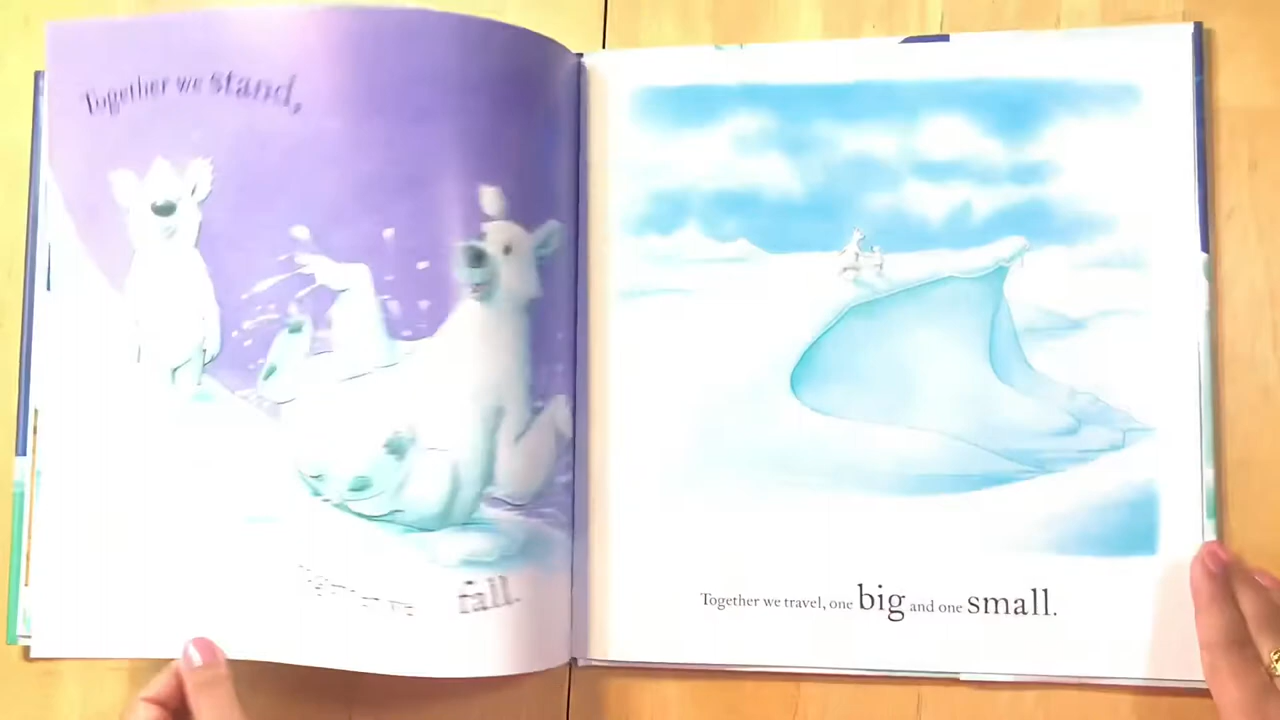 Together we stand,
fall.
Together we travel, one big and one small.